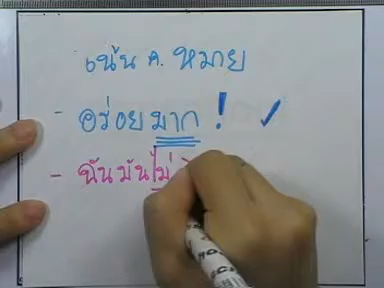 เน้น ค. หมาย
- อร่อยมาก ! ✓
- ฉันมันไม่